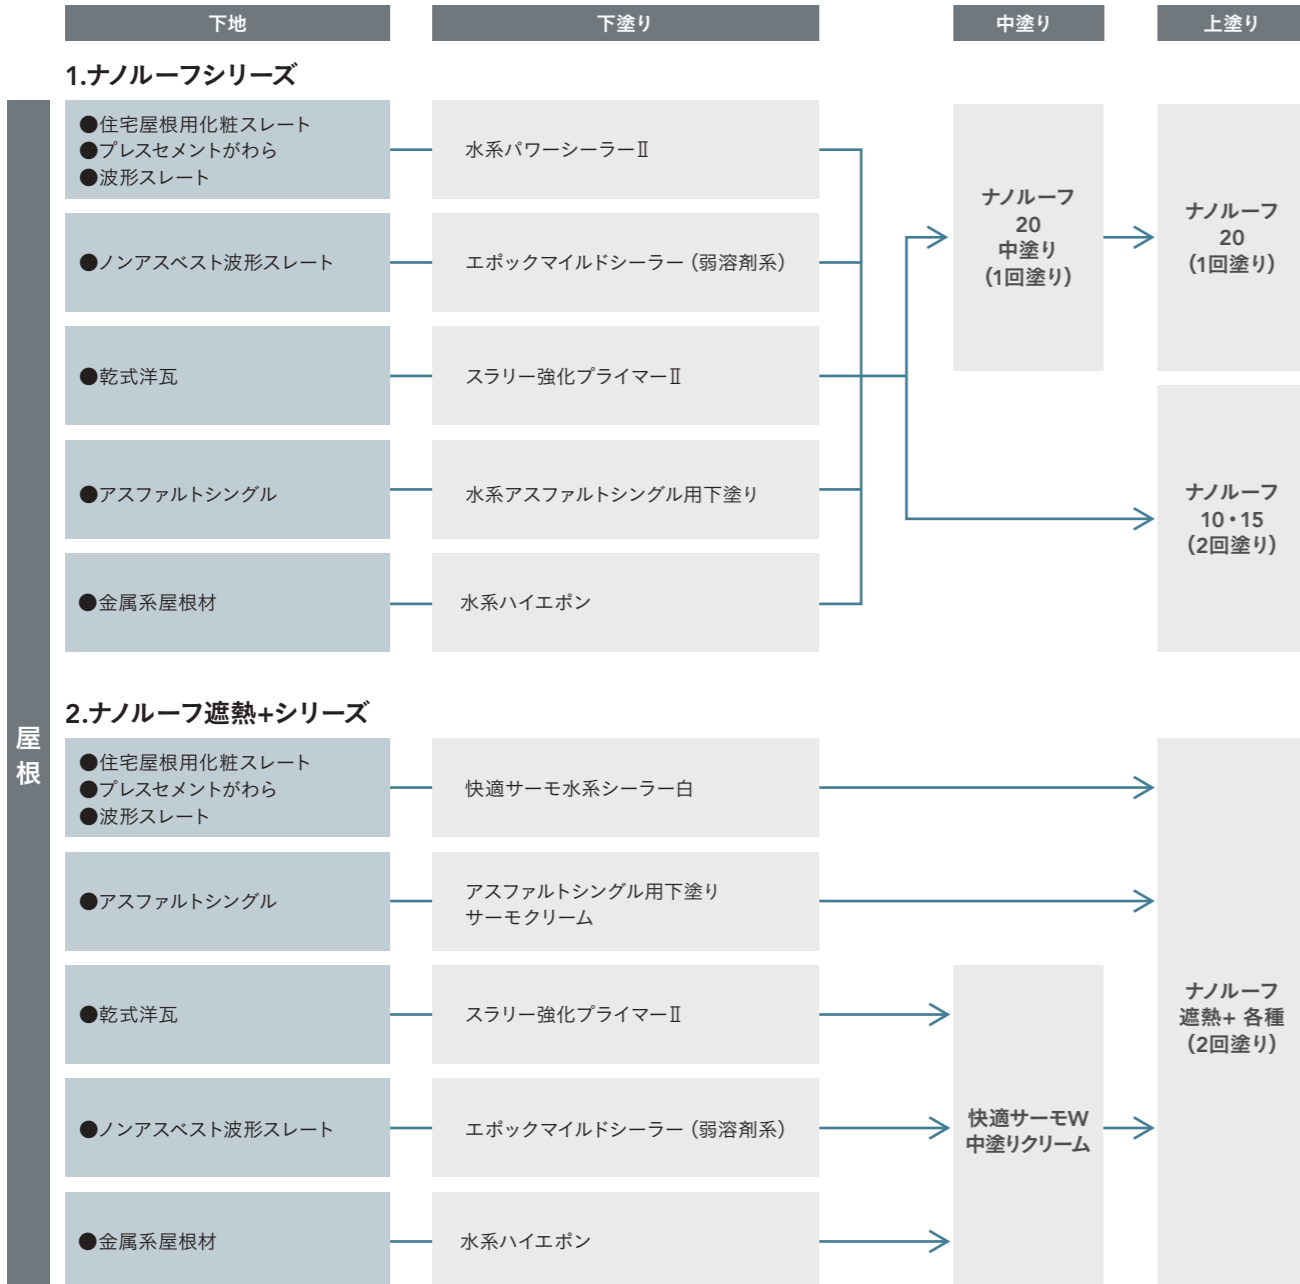 下地
下塗り
中塗り
上塗り
屋根
1.ナノルーフシリーズ
●住宅屋根用化粧スレート
●プレスセメントがわら
●波形スレート
水系パワーシーラーⅡ
●ノンアスベスト波形スレート
エポックマイルドシーラー（弱溶剤系）
●乾式洋瓦
スラリー強化プライマーⅡ
●アスファルトシングル
水系アスファルトシングル用下塗り
●金属系屋根材
水系ハイエポン
ナノルーフ
20
中塗り
（1回塗り）
ナノルーフ
20
（1回塗り）
ナノルーフ
10・15
（2回塗り）
2.ナノルーフ遮熱+シリーズ
●住宅屋根用化粧スレート
●プレスセメントがわら
●波形スレート
快適サーモ水系シーラー白
●アスファルトシングル
アスファルトシングル用下塗り
サーモクリーム
●乾式洋瓦
スラリー強化プライマーⅡ
●ノンアスベスト波形スレート
エポックマイルドシーラー（弱溶剤系）
●金属系屋根材
水系ハイエポン
快適サーモW
中塗りクリーム
ナノルーフ
遮熱+ 各種
（2回塗り）